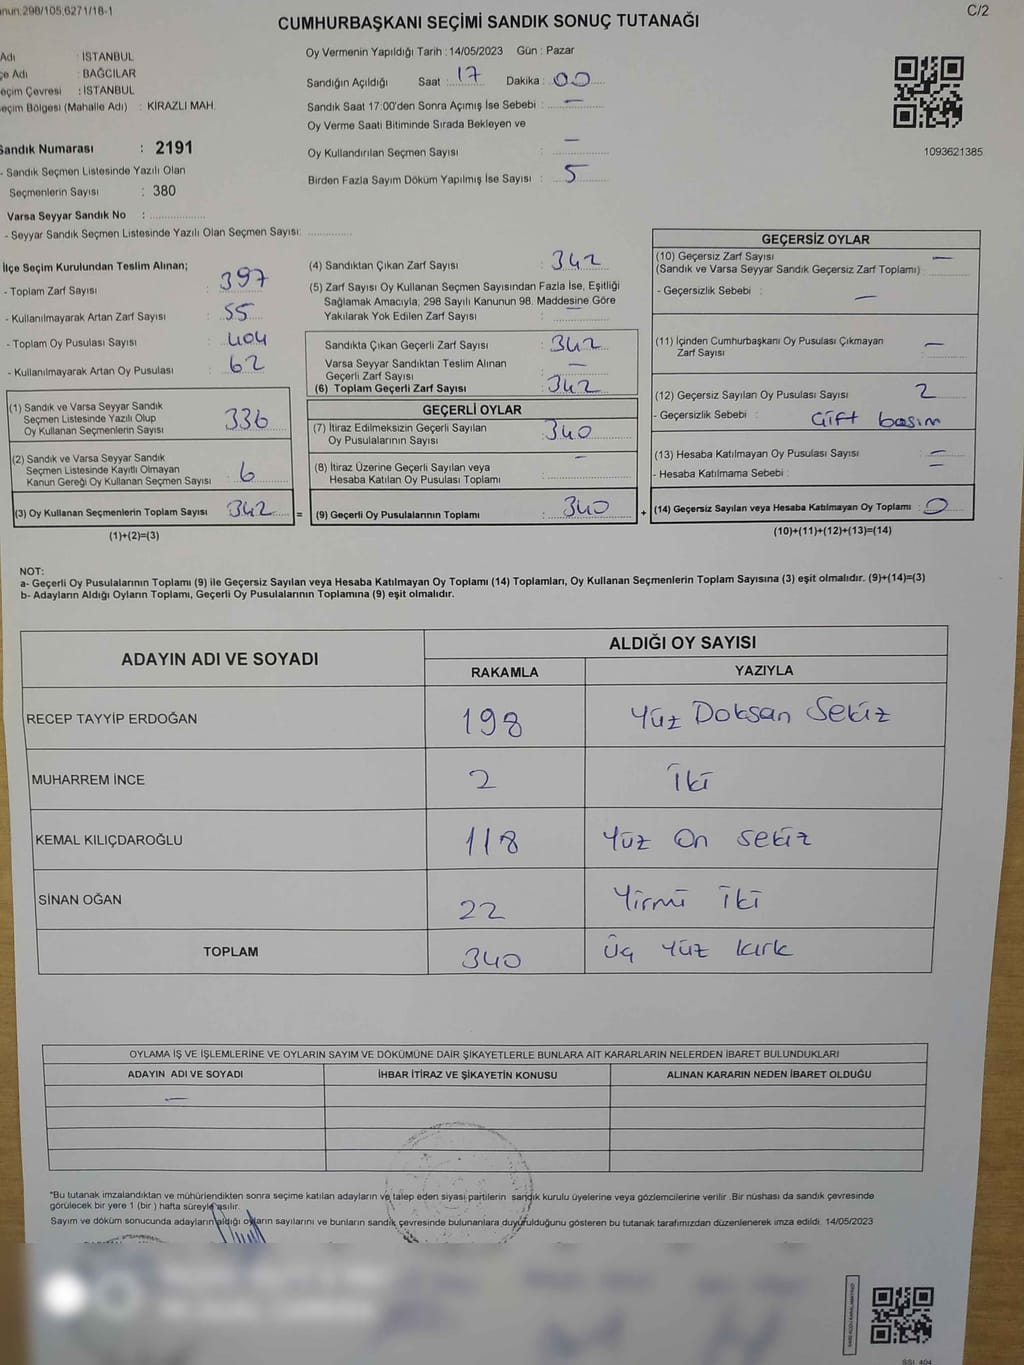 nun.298/105,6271/18-1
C/2
CUMHURBAŞKANI SEÇİMİ SANDIK SONUÇ TUTANAĞI
Adı : İSTANBUL
çe Adı : BAĞCILAR
eçim Çevresi : İSTANBUL
eçim Bölgesi (Mahalle Adı) : KİRAZLI MAH.
Sandık Numarası : 2191
- Sandık Seçmen Listesinde Yazılı Olan
Seçmenlerin Sayısı : 380
Varsa Seyyar Sandık No :
- Seyyar Sandık Seçmen Listesinde Yazılı Olan Seçmen Sayısı:
Oy Vermenin Yapıldığı Tarih : 14/05/2023 Gün : Pazar
Sandığın Açıldığı Saat : 17 Dakika : 00
Sandık Saat 17:00'den Sonra Açımış İse Sebebi : —
Oy Verme Saati Bitiminde Sırada Bekleyen ve
Oy Kullandırılan Seçmen Sayısı : —
Birden Fazla Sayım Döküm Yapılmış İse Sayısı : 5
1093621385
İlçe Seçim Kurulundan Teslim Alınan;
- Toplam Zarf Sayısı : 397
- Kullanılmayarak Artan Zarf Sayısı : 55
- Toplam Oy Pusulası Sayısı : 404
- Kullanılmayarak Artan Oy Pusulası : 62
(1) Sandık ve Varsa Seyyar Sandık
Seçmen Listesinde Yazılı Olup
Oy Kullanan Seçmenlerin Sayısı 336
(2) Sandık ve Varsa Seyyar Sandık
Seçmen Listesinde Kayıtlı Olmayan
Kanun Gereği Oy Kullanan Seçmen Sayısı : 6
(3) Oy Kullanan Seçmenlerin Toplam Sayısı : 342 =
(1)+(2)=(3)
(4) Sandıktan Çıkan Zarf Sayısı : 342
(5) Zarf Sayısı Oy Kullanan Seçmen Sayısından Fazla İse, Eşitliği
Sağlamak Amacıyla, 298 Sayılı Kanunun 98. Maddesine Göre
Yakılarak Yok Edilen Zarf Sayısı : —
Sandıkta Çıkan Geçerli Zarf Sayısı : 342
Varsa Seyyar Sandıktan Teslim Alınan
Geçerli Zarf Sayısı : —
(6) Toplam Geçerli Zarf Sayısı : 342
GEÇERLİ OYLAR
(7) İtiraz Edilmeksizin Geçerli Sayılan
Oy Pusulalarının Sayısı : 340
(8) İtiraz Üzerine Geçerli Sayılan veya
Hesaba Katılan Oy Pusulası Toplamı : —
(9) Geçerli Oy Pusulalarının Toplamı : 340 +
GEÇERSİZ OYLAR
(10) Geçersiz Zarf Sayısı —
(Sandık ve Varsa Seyyar Sandık Geçersiz Zarf Toplamı) :
- Geçersizlik Sebebi : —
(11) İçinden Cumhurbaşkanı Oy Pusulası Çıkmayan
Zarf Sayısı : —
(12) Geçersiz Sayılan Oy Pusulası Sayısı : 2
- Geçersizlik Sebebi : Çift basım
(13) Hesaba Katılmayan Oy Pusulası Sayısı : —
- Hesaba Katılmama Sebebi : —
(14) Geçersiz Sayılan veya Hesaba Katılmayan Oy Toplamı : 0
(10)+(11)+(12)+(13)=(14)
NOT:
a- Geçerli Oy Pusulalarının Toplamı (9) ile Geçersiz Sayılan veya Hesaba Katılmayan Oy Toplamı (14) Toplamları, Oy Kullanan Seçmenlerin Toplam Sayısına (3) eşit olmalıdır. (9)+(14)=(3)
b- Adayların Aldığı Oyların Toplamı, Geçerli Oy Pusulalarının Toplamına (9) eşit olmalıdır.
ADAYIN ADI VE SOYADI
ALDIĞI OY SAYISI
RAKAMLA YAZIYLA
RECEP TAYYİP ERDOĞAN 198 Yüz Doksan Sekiz
MUHARREM İNCE 2 İki
KEMAL KILIÇDAROĞLU 118 Yüz On Sekiz
SİNAN OĞAN 22 Yirmi İki
TOPLAM 340 Üç Yüz Kırk
OYLAMA İŞ VE İŞLEMLERİNE VE OYLARIN SAYIM VE DÖKÜMÜNE DAİR ŞİKAYETLERLE BUNLARA AİT KARARLARIN NELERDEN İBARET BULUNDUKLARI
ADAYIN ADI VE SOYADI İHBAR İTİRAZ VE ŞİKAYETİN KONUSU ALINAN KARARIN NEDEN İBARET OLDUĞU
—
*Bu tutanak imzalandıktan ve mühürlendikten sonra seçime katılan adayların ve talep eden siyasi partilerin sandık kurulu üyelerine veya gözlemcilerine verilir .Bir nüshası da sandık çevresinde
görülecek bir yere 1 (bir ) hafta süreyle asılır.
Sayım ve döküm sonucunda adayların aldığı oyların sayılarını ve bunların sandık çevresinde bulunanlara duyurulduğunu gösteren bu tutanak tarafımızdan düzenlenerek imza edildi. 14/05/2023